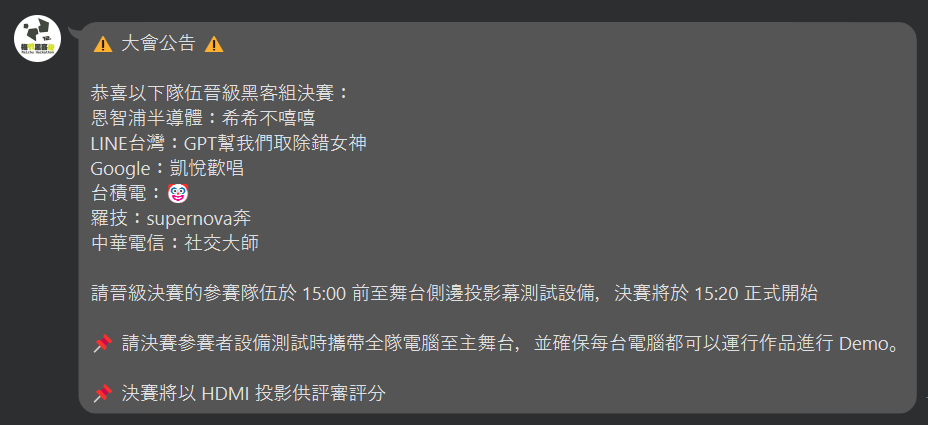 ⚠️ 大會公告 ⚠️
恭喜以下隊伍晉級黑客組決賽：
恩智浦半導體：希希不嘻嘻
LINE台灣：GPT幫我們取除錯女神
Google：凱悅歡唱
台積電：🤡
羅技：supernova奔
中華電信：社交大師
請晉級決賽的參賽隊伍於 15:00 前至舞台側邊投影幕測試設備，決賽將於 15:20 正式開始
📌 請決賽參賽者設備測試時攜帶全隊電腦至主舞台，並確保每台電腦都可以運行作品進行 Demo。
📌 決賽將以 HDMI 投影供評審評分